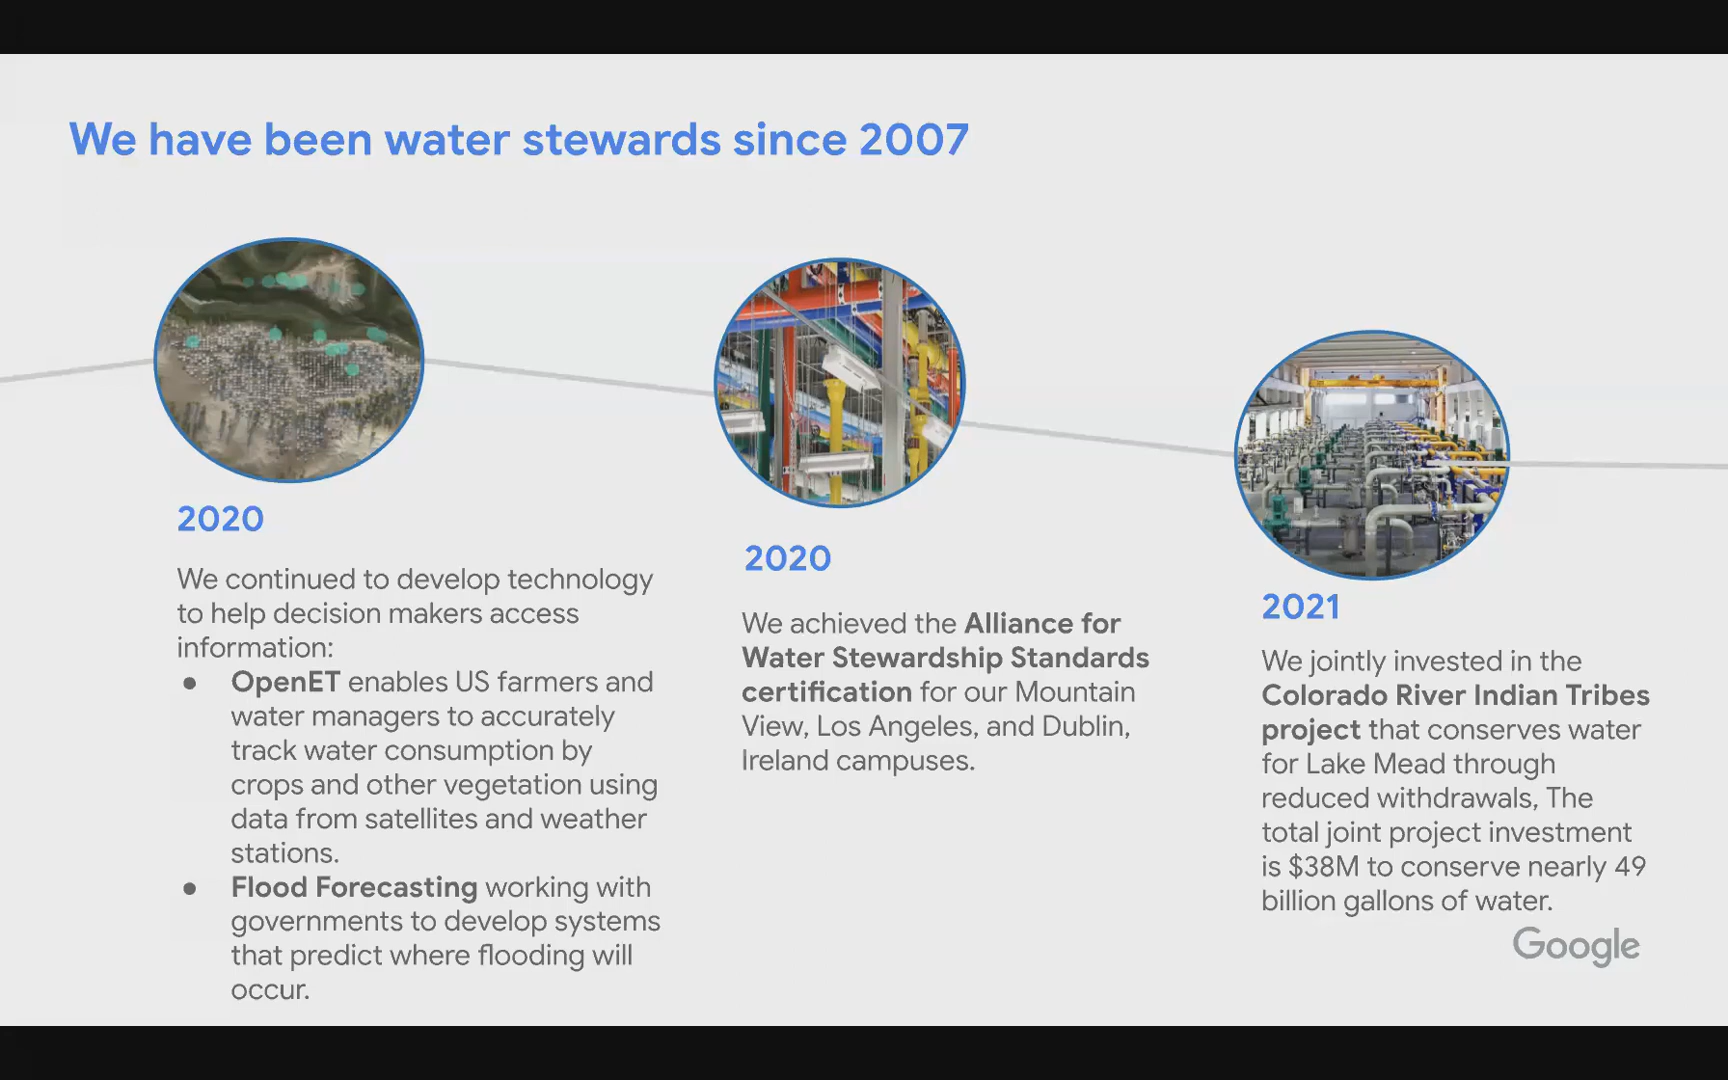 We have been water stewards since 2007
2020
We continued to develop technology
to help decision makers access
information:
● OpenET enables US farmers and
water managers to accurately
track water consumption by
crops and other vegetation using
data from satellites and weather
stations.
● Flood Forecasting working with
governments to develop systems
that predict where flooding will
occur.
2020
We achieved the Alliance for
Water Stewardship Standards
certification for our Mountain
View, Los Angeles, and Dublin,
Ireland campuses.
2021
We jointly invested in the
Colorado River Indian Tribes
project that conserves water
for Lake Mead through
reduced withdrawals, The
total joint project investment
is $38M to conserve nearly 49
billion gallons of water.
Google